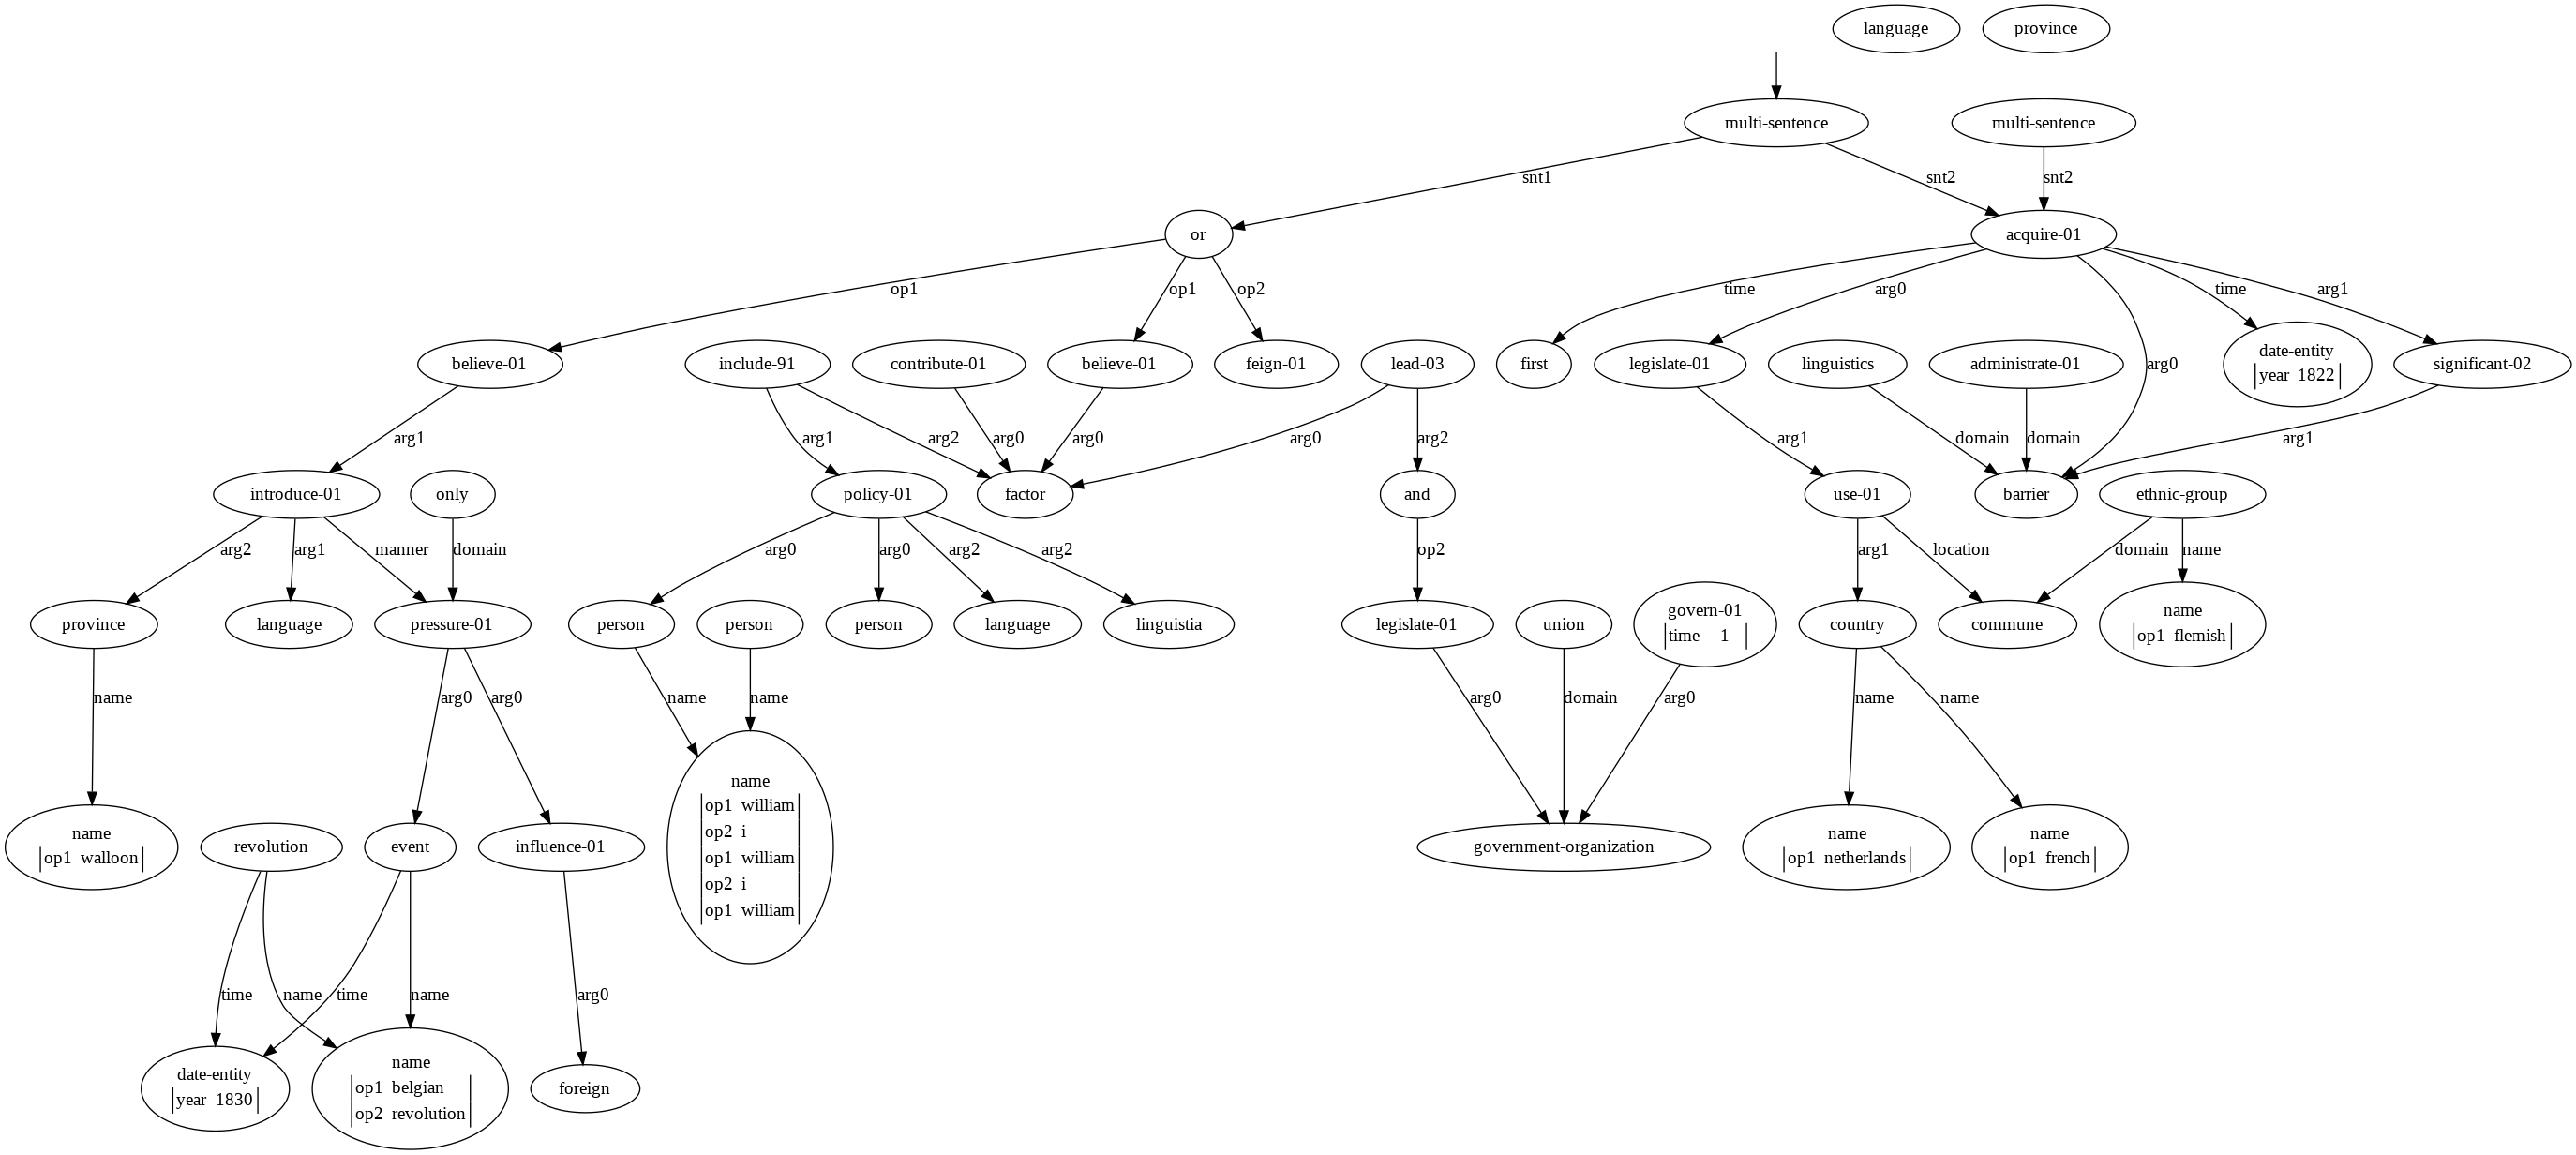 language
province
multi-sentence
multi-sentence
snt1
snt2
snt2
or
acquire-01
op1
op1
op2
time
arg0
arg0
time
arg1
believe-01
include-91
contribute-01
believe-01
feign-01
lead-03
first
legislate-01
linguistics
administrate-01
date-entity
year 1822
significant-02
arg1
arg1
arg2
arg0
arg0
arg0
arg2
arg1
domain
domain
arg1
introduce-01
only
policy-01
factor
and
use-01
barrier
ethnic-group
arg2
arg1
manner
domain
arg0
arg0
arg2
arg2
op2
arg1
location
domain
name
province
language
pressure-01
person
person
person
language
linguistia
legislate-01
union
govern-01
time 1
country
commune
name
op1 flemish
name
arg0
arg0
name
name
arg0
domain
arg0
name
name
name
op1 walloon
revolution
event
influence-01
name
op1 william
op2 i
op1 william
op2 i
op1 william
government-organization
name
op1 netherlands
name
op1 french
time
name
time
name
arg0
date-entity
year 1830
name
op1 belgian
op2 revolution
foreign